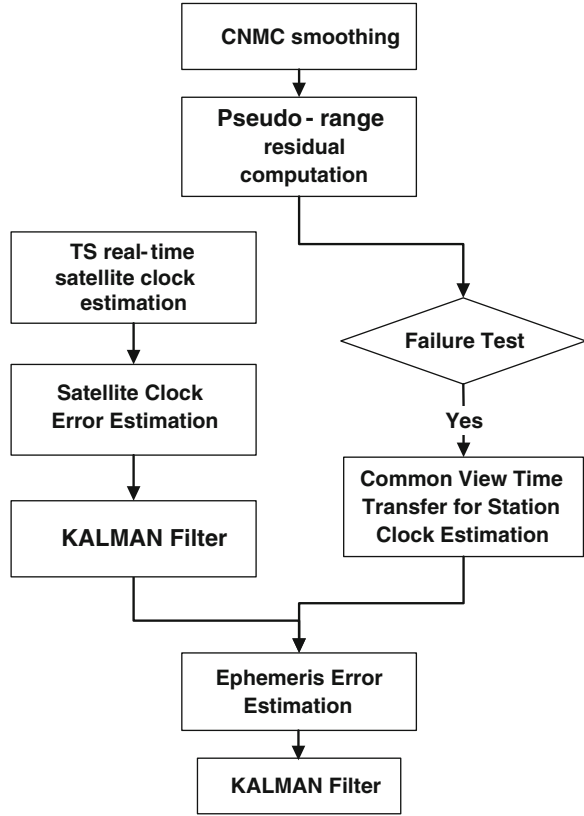 CNMC smoothing
Pseudo - range
residual
computation
TS real-time
satellite clock
estimation
Failure Test
Satellite Clock
Error Estimation
Yes
Common View Time
Transfer for Station
Clock Estimation
KALMAN Filter
Ephemeris Error
Estimation
KALMAN Filter